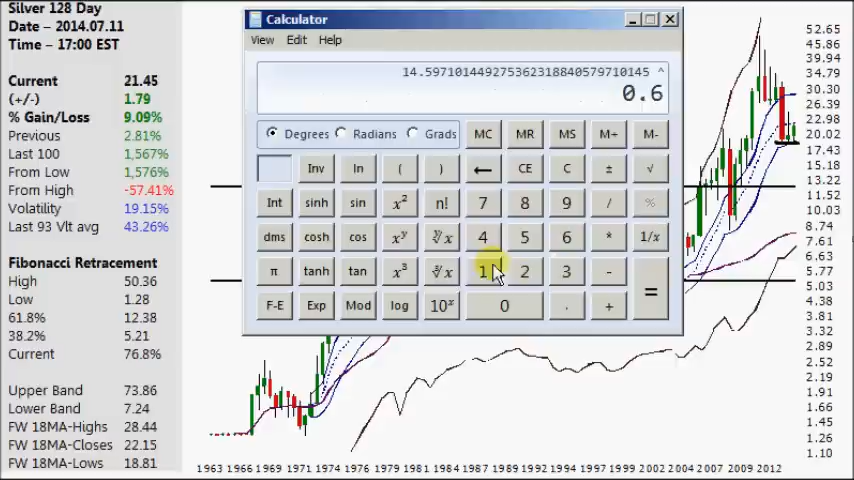 Silver 128 Day
Date – 2014.07.11
Time – 17:00 EST
Current 21.45
(+/-) 1.79
% Gain/Loss 9.09%
Previous 2.81%
Last 100 1,567%
From Low 1,576%
From High -57.41%
Volatility 19.15%
Last 93 Vlt avg 43.26%
Fibonacci Retracement
High 50.36
Low 1.28
61.8% 12.38
38.2% 5.21
Current 76.8%
Upper Band 73.86
Lower Band 7.24
FW 18MA-Highs 28.44
FW 18MA-Closes 22.15
FW 18MA-Lows 18.81
Calculator
View Edit Help
14.59710144927536231884057971014​5 ^
0.6
Degrees Radians Grads MC MR MS M+ M-
Inv ln ( ) ← CE C ± √
Int sinh sin x² n! 7 8 9 / %
dms cosh cos xʸ ʸ√x 4 5 6 * 1/x
π tanh tan x³ ³√x 1 2 3 - =
F-E Exp Mod log 10ˣ 0 . +
52.65
45.86
39.94
34.79
30.30
26.39
22.98
20.02
17.43
15.18
13.22
11.52
10.03
8.74
7.61
6.63
5.77
5.03
4.38
3.81
3.32
2.89
2.52
2.19
1.91
1.66
1.45
1.26
1.10
1963 1966 1969 1971 1974 1976 1979 1981 1984 1987 1989 1992 1994 1997 1999 2002 2004 2007 2009 2012